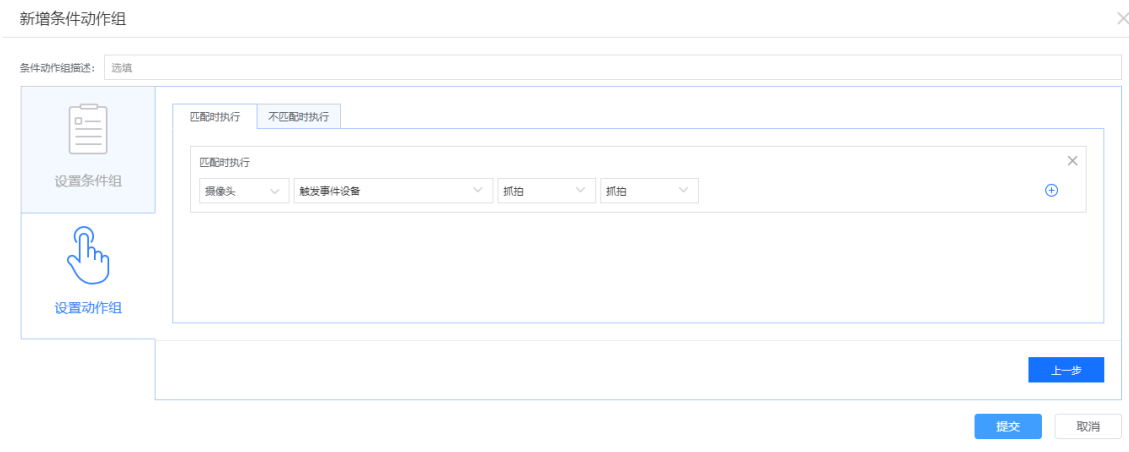 新增条件动作组
条件动作组描述： 选填
设置条件组
设置动作组
匹配时执行 不匹配时执行
匹配时执行
摄像头 触发事件设备 抓拍 抓拍
上一步
提交 取消